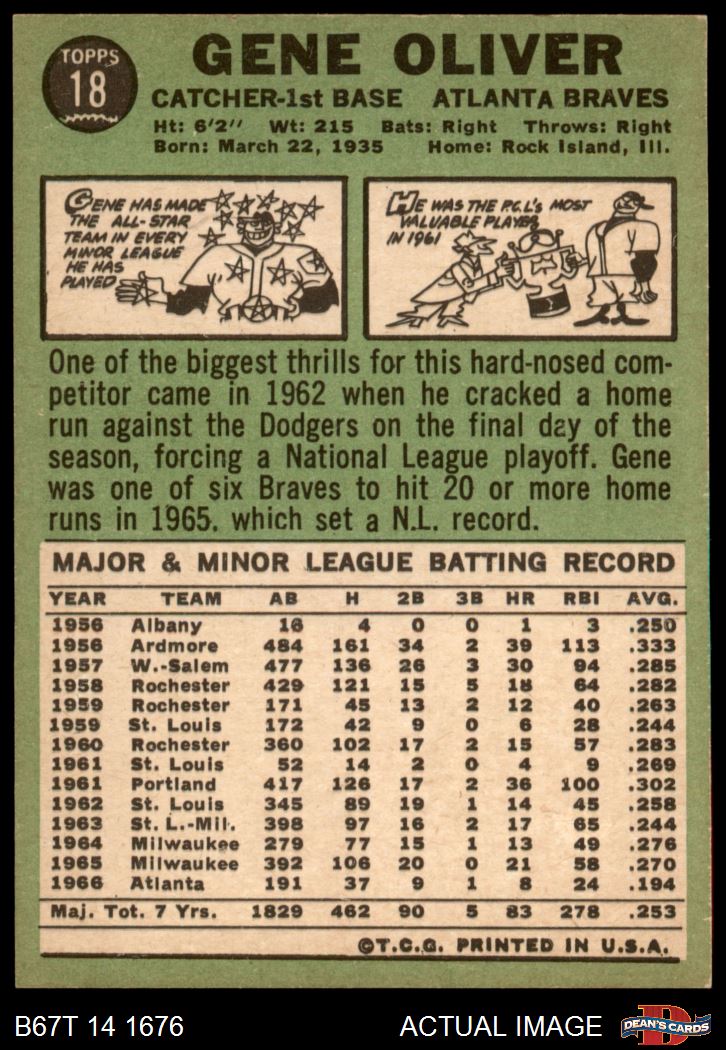 TOPPS
18
GENE OLIVER
CATCHER-1st BASE ATLANTA BRAVES
Ht: 6'2" Wt: 215 Bats: Right Throws: Right
Born: March 22, 1935 Home: Rock Island, Ill.
GENE HAS MADE
THE ALL-STAR
TEAM IN EVERY
MINOR LEAGUE
HE HAS
PLAYED
HE WAS THE P.C.L'S MOST
VALUABLE PLAYER
IN 1961
One of the biggest thrills for this hard-nosed com-
petitor came in 1962 when he cracked a home
run against the Dodgers on the final day of the
season, forcing a National League playoff. Gene
was one of six Braves to hit 20 or more home
runs in 1965. which set a N.L. record.
MAJOR & MINOR LEAGUE BATTING RECORD
YEAR TEAM AB H 2B 3B HR RBI AVG.
1956 Albany 16 4 0 0 1 3 .250
1956 Ardmore 484 161 34 2 39 113 .333
1957 W.-Salem 477 136 26 3 30 94 .285
1958 Rochester 429 121 15 5 18 64 .282
1959 Rochester 171 45 13 2 12 40 .263
1959 St. Louis 172 42 9 0 6 28 .244
1960 Rochester 360 102 17 2 15 57 .283
1961 St. Louis 52 14 2 0 4 9 .269
1961 Portland 417 126 17 2 36 100 .302
1962 St. Louis 345 89 19 1 14 45 .258
1963 St. L.-Mil. 398 97 16 2 17 65 .244
1964 Milwaukee 279 77 15 1 13 49 .276
1965 Milwaukee 392 106 20 0 21 58 .270
1966 Atlanta 191 37 9 1 8 24 .194
Maj. Tot. 7 Yrs. 1829 462 90 5 83 278 .253
©T.C.G. PRINTED IN U.S.A.
B67T 14 1676 ACTUAL IMAGE
D
DEAN'S CARDS